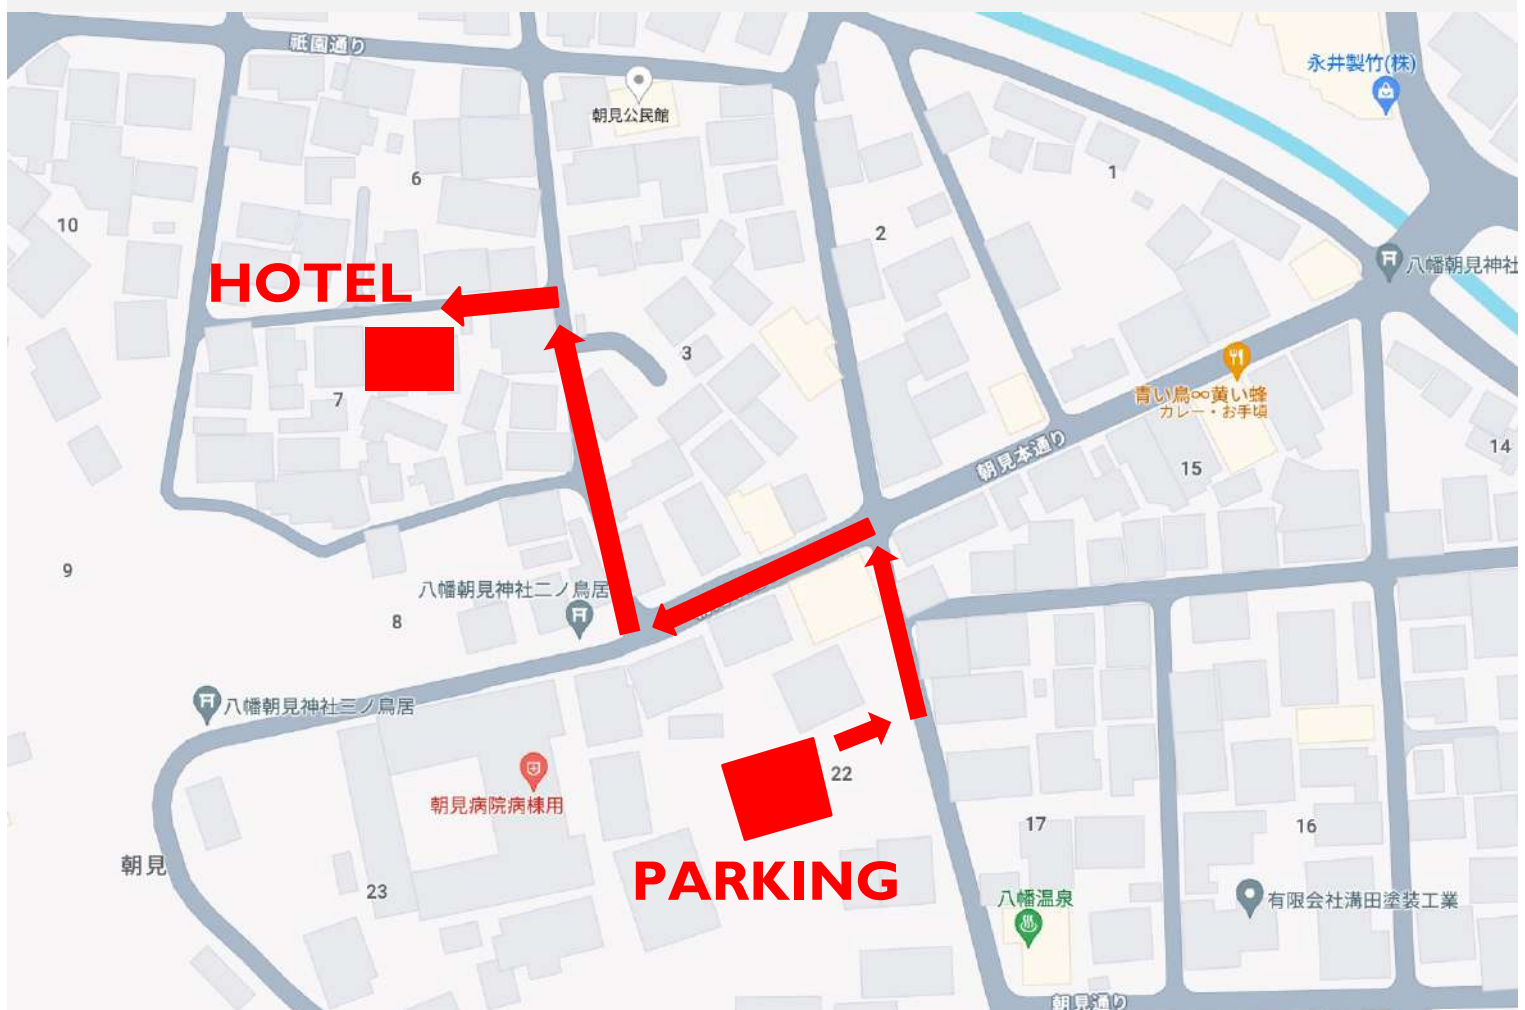 祇園通り
永井製竹(株)
朝見公民館
6
1
10
2
八幡朝見神社
HOTEL
3
青い鳥∞黄い蜂
カレー・お手頃
7
朝見本通り
14
15
9
八幡朝見神社二ノ鳥居
8
八幡朝見神社三ノ鳥居
22
朝見病院病棟用
17
16
朝見
PARKING
23
八幡温泉
有限会社溝田塗装工業
朝見通り